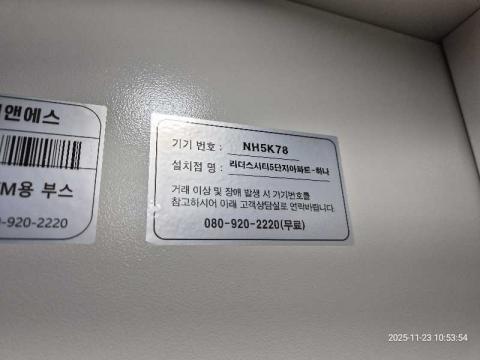 앤에스
M용 부스
-920-2220
기기 번호 : NH5K78
설치점 명 : 리더스시티5단지아파트-하나
거래 이상 및 장애 발생 시 기기번호를
참고하시어 아래 고객상담실로 연락바랍니다.
080-920-2220(무료)
2025-11-23 10:53:54